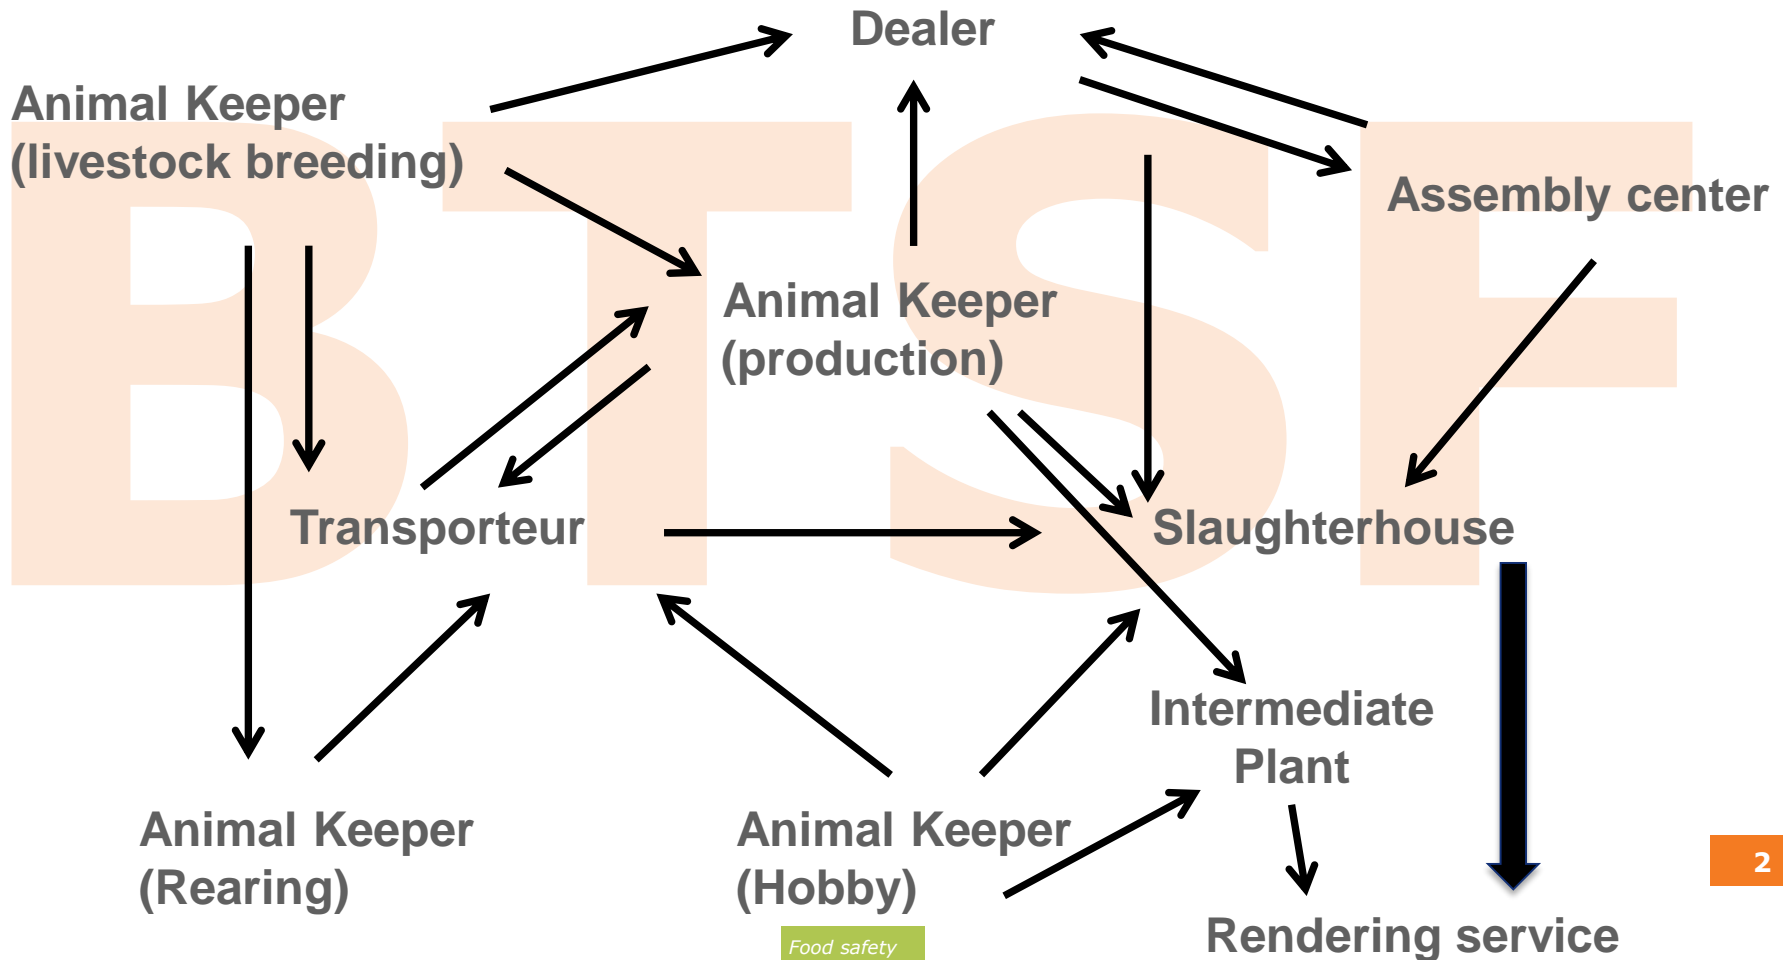 Dealer
Animal Keeper
(livestock breeding)
Assembly center
Animal Keeper
(production)
Transporteur
Slaughterhouse
Intermediate
Plant
Animal Keeper
(Rearing)
Animal Keeper
(Hobby)
Rendering service
BTSF
2
Food safety